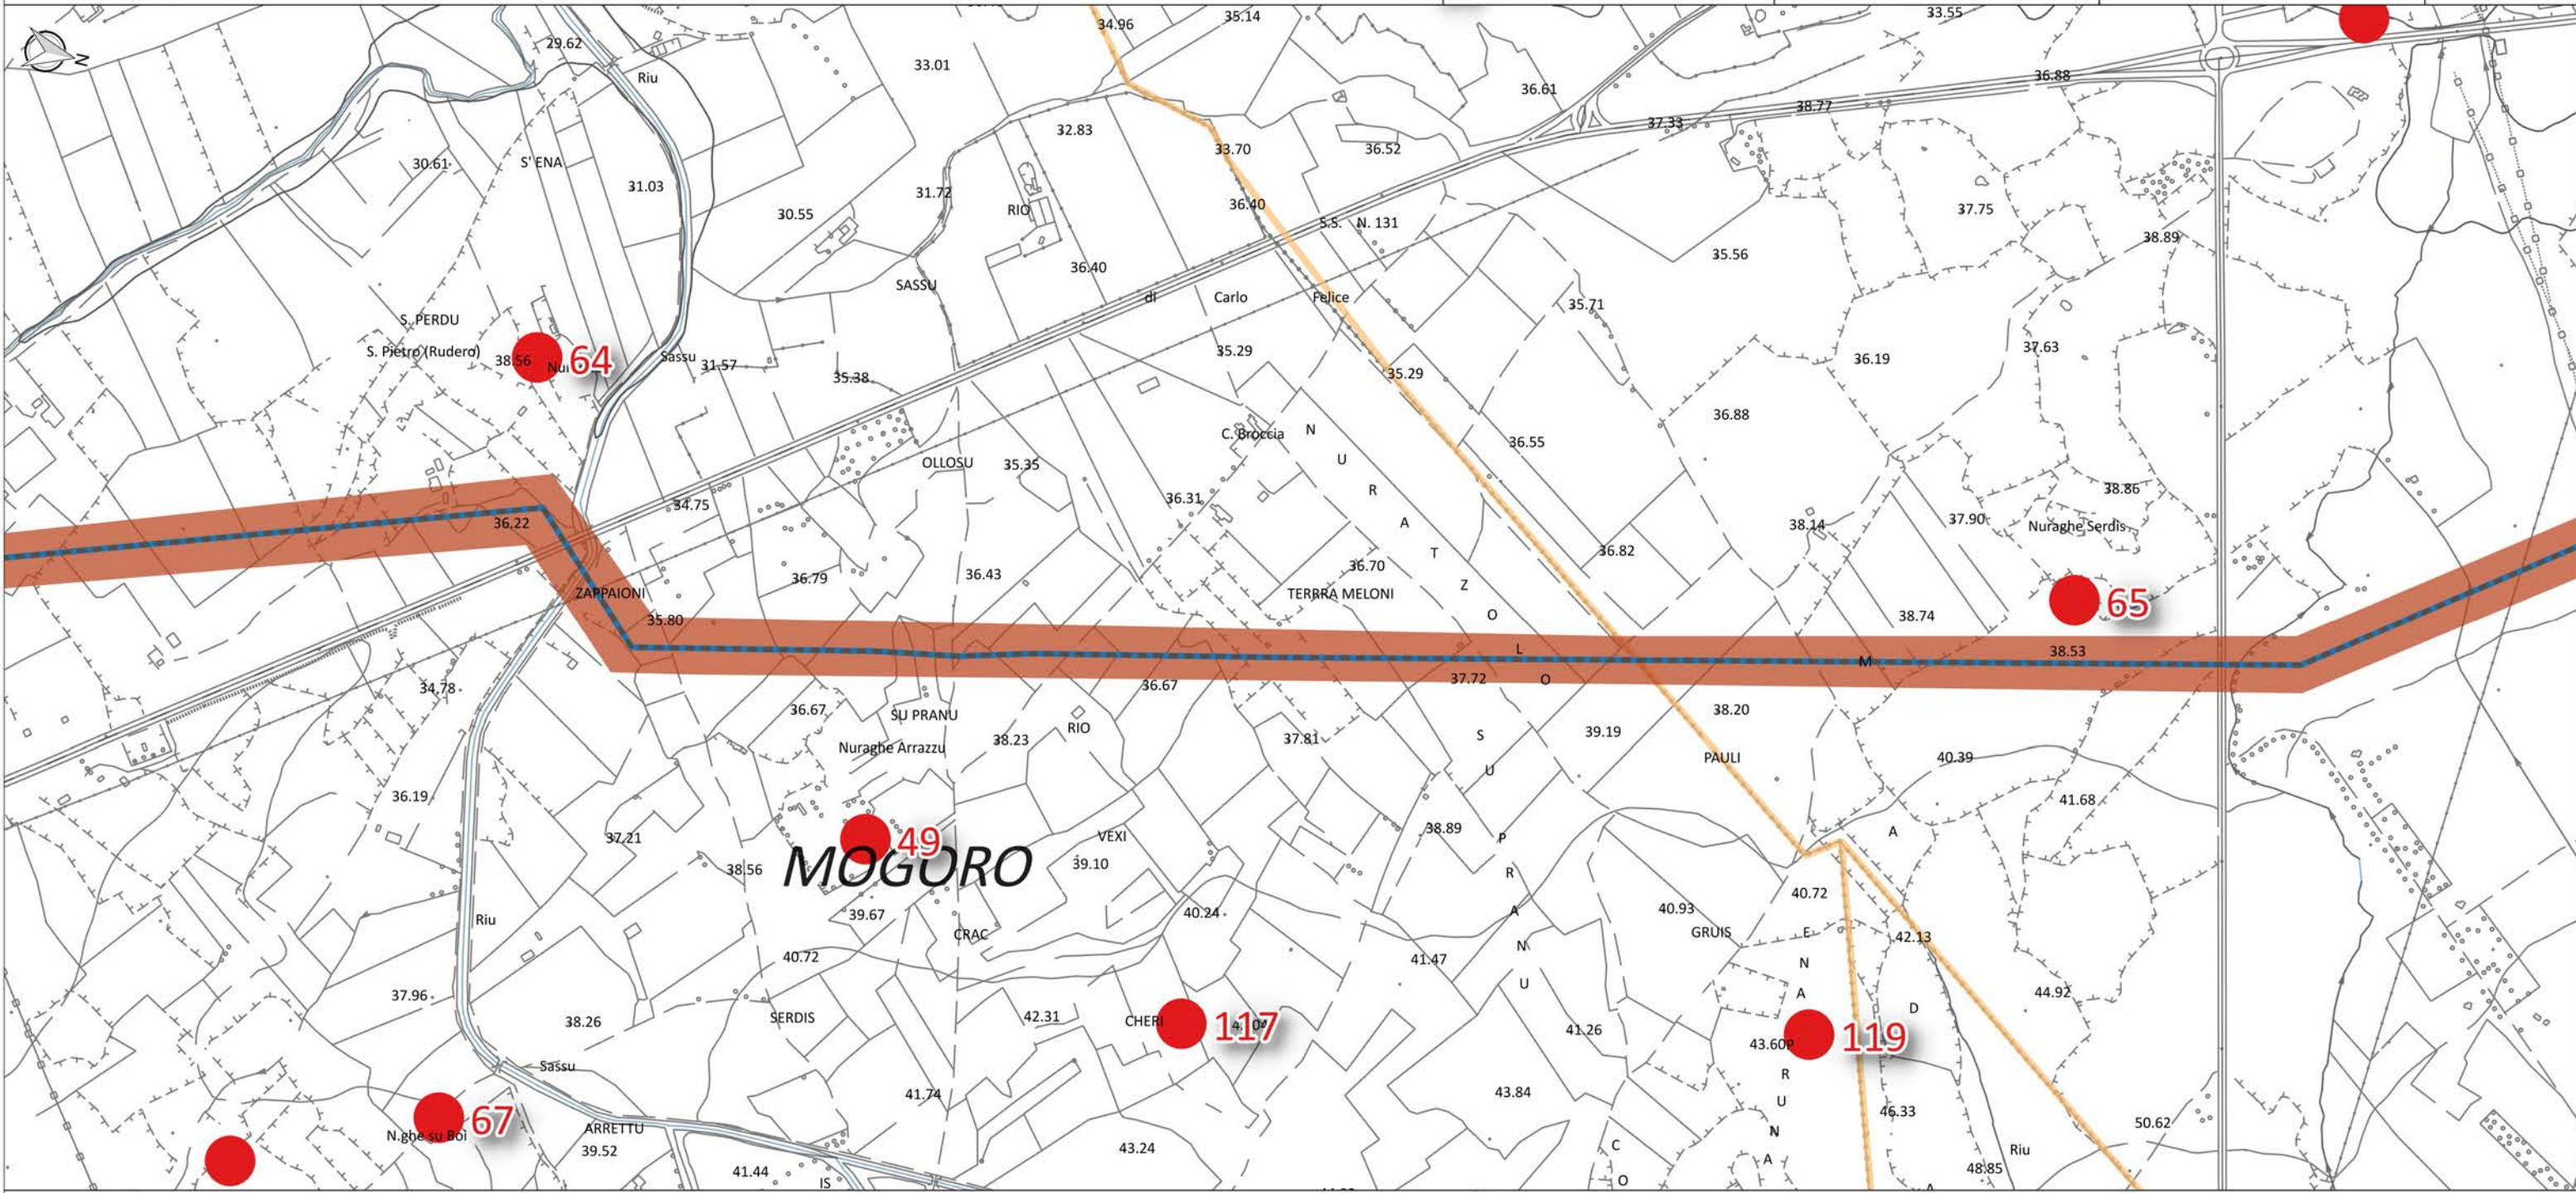 34.96
35.14
33.55
29.62
N
Riu
33.01
36.61
36.88
38.77
37.33
32.83
33.70
36.52
30.61
S' ENA
31.03
31.72
30.55
RIO
36.40
S.S. N. 131
37.75
38.89
35.56
36.40
SASSU
di Carlo Felice
35.71
S. PERDU
S. Pietro (Rudero)
38.56
64
Sassu
31.57
35.38
35.29
35.29
36.19
37.63
36.88
C. Broccia
NURATZOLO
36.55
OLLOSU
35.35
36.31
34.75
36.22
38.86
38.14
37.90
Nuraghe Serdis
36.82
36.79
36.43
36.70
TERRRA MELONI
ZAPPAIONI
35.80
38.74
65
38.53
M
34.78
36.67
37.72
36.67
SU PRANU
RIO
38.20
Nuraghe Arrazzu
38.23
37.81
SU PRANU
39.19
PAULI
40.39
36.19
41.68
37.21
49
VEXI
38.89
A
38.56
MOGORO
39.10
40.72
39.67
40.24
40.93
Riu
CRAC
GRUIS
ENA
42.13
40.72
41.47
37.96
44.92
38.26
SERDIS
42.31
CHERI
117
41.26
D
43.60
PRUNA
119
Sassu
41.74
43.84
46.33
67
N.ghe su Boi
ARRETTU
39.52
43.24
50.62
41.44
IS
CO
Riu
48.85